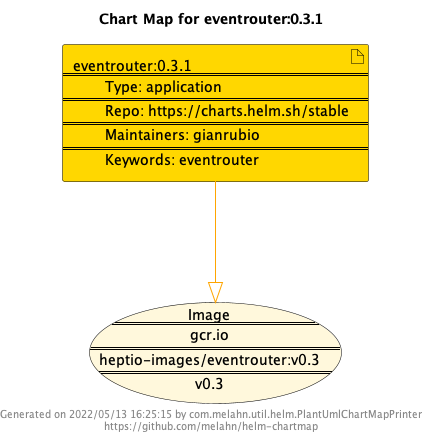 Chart Map for eventrouter:0.3.1
eventrouter:0.3.1
Type: application
Repo: https://charts.helm.sh/stable
Maintainers: gianrubio
Keywords: eventrouter
Image
gcr.io
heptio-images/eventrouter:v0.3
v0.3
Generated on 2022/05/13 16:25:15 by com.melahn.util.helm.PlantUmlChartMapPrinter
https://github.com/melahn/helm-chartmap